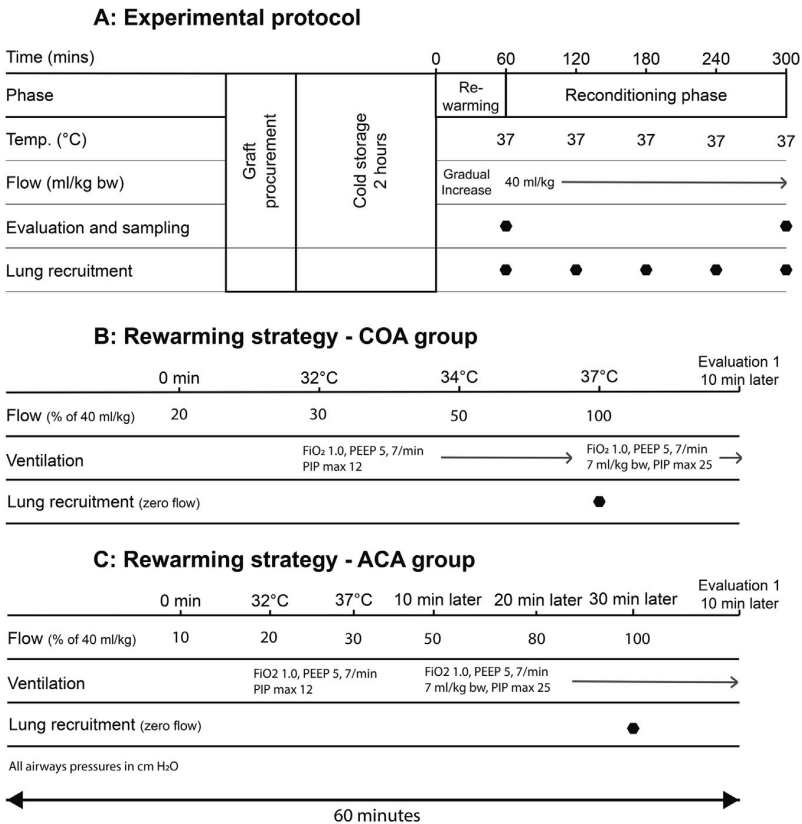 A: Experimental protocol
Time (mins) 0 60 120 180 240 300
Phase
Graft procurement
Cold storage 2 hours
Re-warming
Reconditioning phase
Temp. (°C) 37 37 37 37 37
Flow (ml/kg bw) Gradual Increase 40 ml/kg
Evaluation and sampling
Lung recruitment
B: Rewarming strategy - COA group
0 min 32°C 34°C 37°C Evaluation 1 10 min later
Flow (% of 40 ml/kg) 20 30 50 100
Ventilation
FiO₂ 1.0, PEEP 5, 7/min
PIP max 12
FiO₂ 1.0, PEEP 5, 7/min
7 ml/kg bw, PIP max 25
Lung recruitment (zero flow)
C: Rewarming strategy - ACA group
0 min 32°C 37°C 10 min later 20 min later 30 min later Evaluation 1 10 min later
Flow (% of 40 ml/kg) 10 20 30 50 80 100
Ventilation
FiO2 1.0, PEEP 5, 7/min
PIP max 12
FiO2 1.0, PEEP 5, 7/min
7 ml/kg bw, PIP max 25
Lung recruitment (zero flow)
All airways pressures in cm H₂O
60 minutes